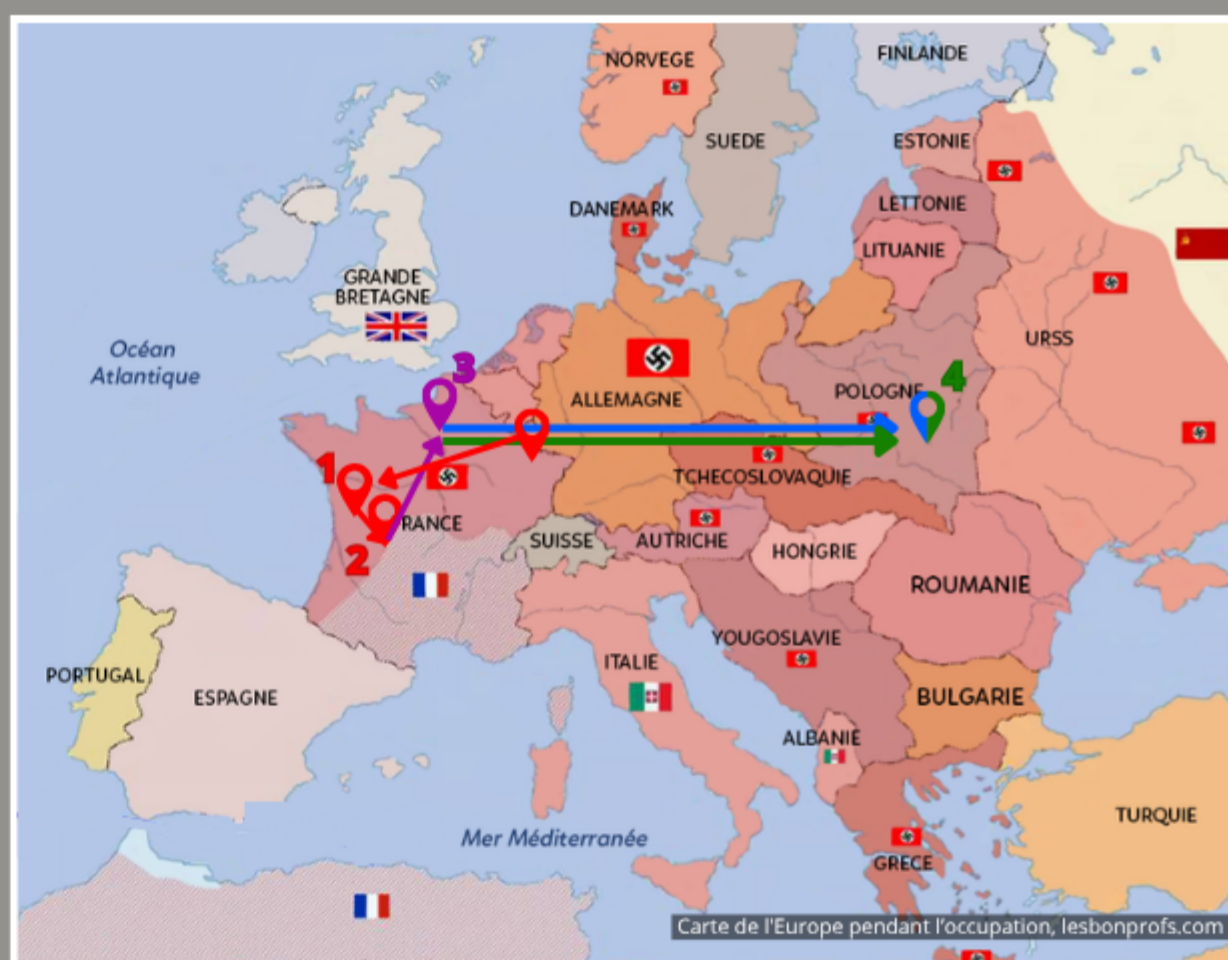 NORVEGE
FINLANDE
SUEDE
ESTONIE
DANEMARK
LETTONIE
LITUANIE
GRANDE
BRETAGNE
Océan
Atlantique
URSS
3
4
POLOGNE
ALLEMAGNE
1
TCHECOSLOVAQUIE
RANCE
2
SUISSE
AUTRICHE
HONGRIE
ROUMANIE
YOUGOSLAVIE
PORTUGAL
ESPAGNE
ITALIE
BULGARIE
ALBANIE
TURQUIE
Mer Méditerranée
GRECE
Carte de l'Europe pendant l'occupation, lesbonprofs.com